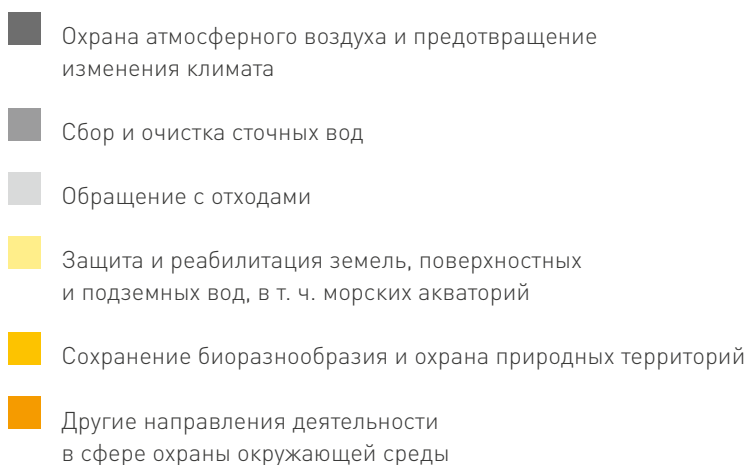 Охрана атмосферного воздуха и предотвращение
изменения климата
Сбор и очистка сточных вод
Обращение с отходами
Защита и реабилитация земель, поверхностных
и подземных вод, в т. ч. морских акваторий
Сохранение биоразнообразия и охрана природных территорий
Другие направления деятельности
в сфере охраны окружающей среды